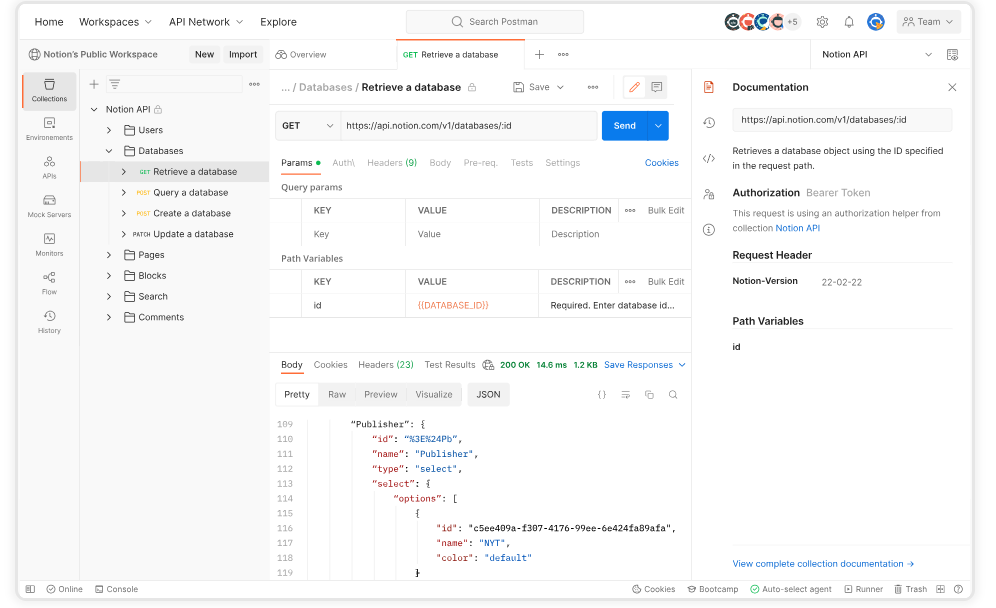 Home Workspaces API Network Explore Search Postman +5 Team
Notion's Public Workspace New Import Overview GET Retrieve a database Notion API
Collections
Environements
APIs
Mock Servers
Monitors
Flow
History
Notion API
Users
Databases
GET Retrieve a database
POST Query a database
POST Create a database
PATCH Update a database
Pages
Blocks
Search
Comments
... / Databases / Retrieve a database Save
GET https://api.notion.com/v1/databases/:id Send
Params Auth\ Headers (9) Body Pre-req. Tests Settings Cookies
Query params
KEY VALUE DESCRIPTION Bulk Edit
Key Value Description
Path Variables
KEY VALUE DESCRIPTION Bulk Edit
id {{DATABASE_ID}} Required. Enter database id...
Body Cookies Headers (23) Test Results 200 OK 14.6 ms 1.2 KB Save Responses
Pretty Raw Preview Visualize JSON
109 “Publisher”: {
110 “id”: “%3E%24Pb”,
111 “name”: "Publisher”,
112 “type”: "select”,
113 “select”: {
114 “options”: [
115 {
116 "id": "c5ee409a-f307-4176-99ee-6e424fa89afa”,
117 "name": "NYT”,
118 "color": "default"
119 }
Documentation
https://api.notion.com/v1/databases/:id
Retrieves a database object using the ID specified
in the request path.
Authorization Bearer Token
This request is using an authorization helper from
collection Notion API
Request Header
Notion-Version 22-02-22
Path Variables
id
View complete collection documentation →
Online Console Cookies Bootcamp Auto-select agent Runner Trash